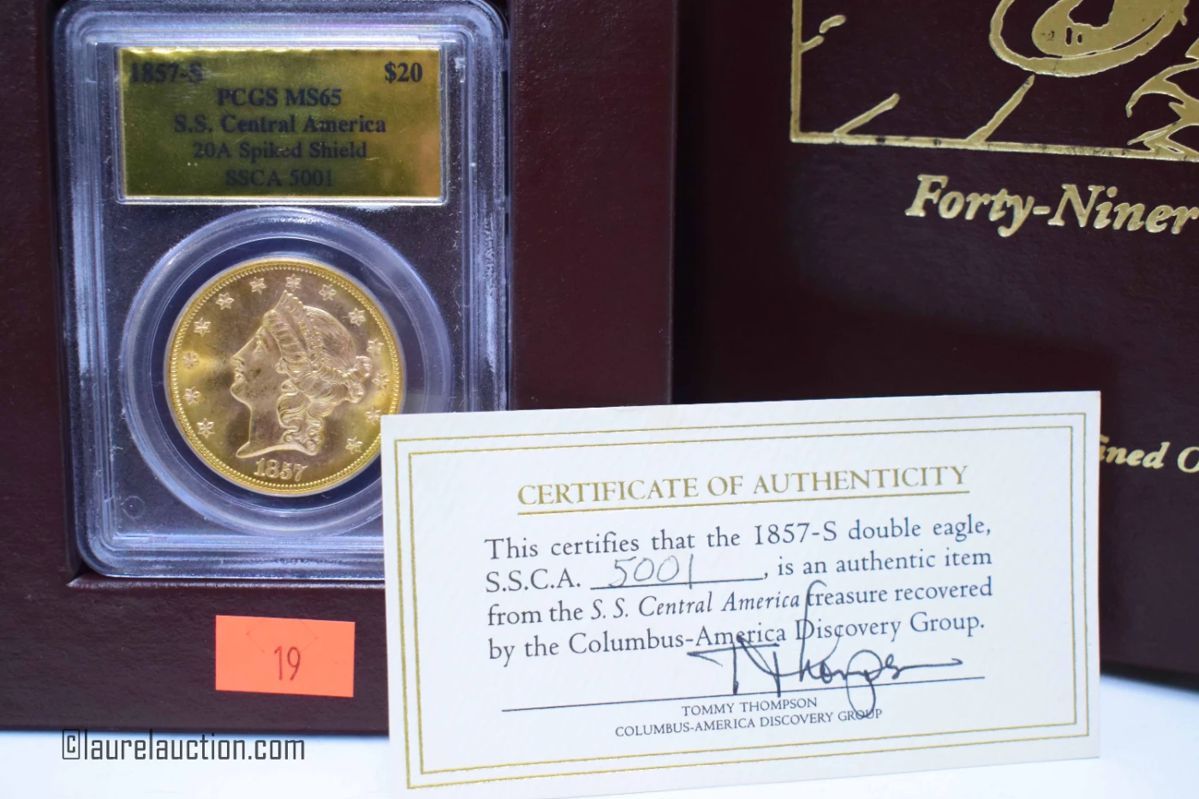 1857-S $20
PCGS MS65
S.S. Central America
20A Spiked Shield
SSCA 5001
1857
Forty-Niner
ined O
CERTIFICATE OF AUTHENTICITY
This certifies that the 1857-S double eagle,
S.S.C.A. 5001, is an authentic item
from the S. S. Central America treasure recovered
by the Columbus-America Discovery Group.
T Thompson
TOMMY THOMPSON
COLUMBUS-AMERICA DISCOVERY GROUP
19
©laurelauction.com